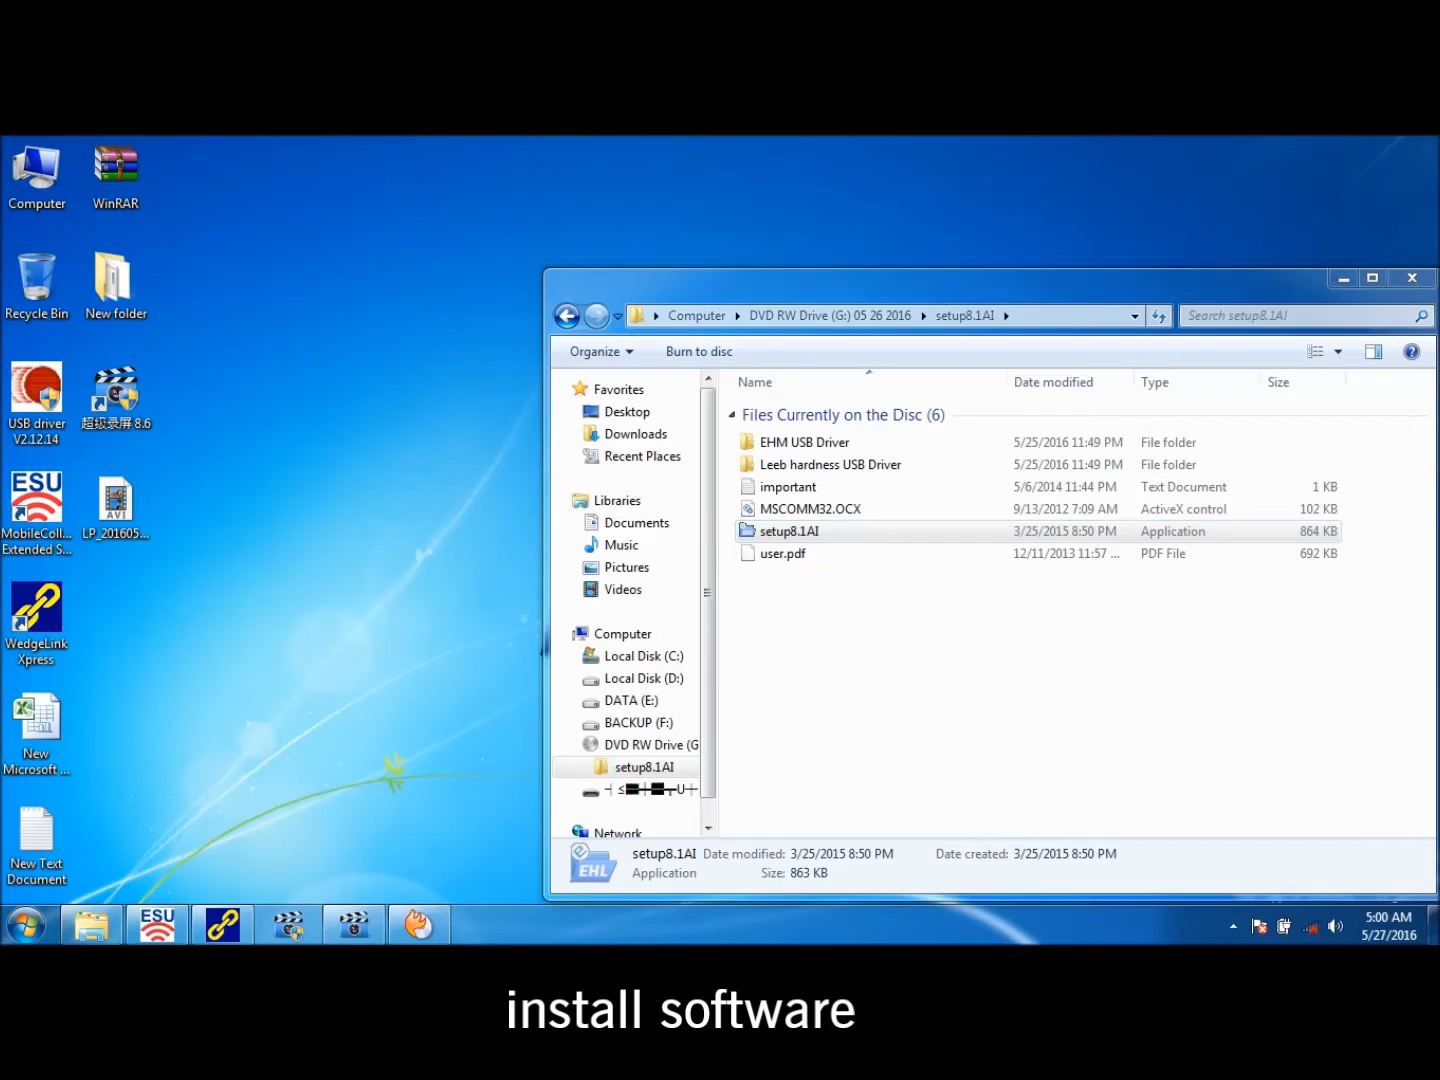 Computer
WinRAR
Recycle Bin
New folder
USB driver
V2.12.14
超级录屏 8.6
ESU
MobileColl...
Extended S...
AVI
LP_201605...
WedgeLink
Xpress
New
Microsoft ...
New Text
Document
Computer DVD RW Drive (G:) 05 26 2016 setup8.1AI
Search setup8.1AI
Organize Burn to disc
Favorites
Desktop
Downloads
Recent Places
Libraries
Documents
Music
Pictures
Videos
Computer
Local Disk (C:)
Local Disk (D:)
DATA (E:)
BACKUP (F:)
DVD RW Drive (G
setup8.1AI
Network
Name Date modified Type Size
Files Currently on the Disc (6)
EHM USB Driver 5/25/2016 11:49 PM File folder
Leeb hardness USB Driver 5/25/2016 11:49 PM File folder
important 5/6/2014 11:44 PM Text Document 1 KB
MSCOMM32.OCX 9/13/2012 7:09 AM ActiveX control 102 KB
setup8.1AI 3/25/2015 8:50 PM Application 864 KB
user.pdf 12/11/2013 11:57 ... PDF File 692 KB
EHL
setup8.1AI Date modified: 3/25/2015 8:50 PM Date created: 3/25/2015 8:50 PM
Application Size: 863 KB
ESU
5:00 AM
5/27/2016
install software